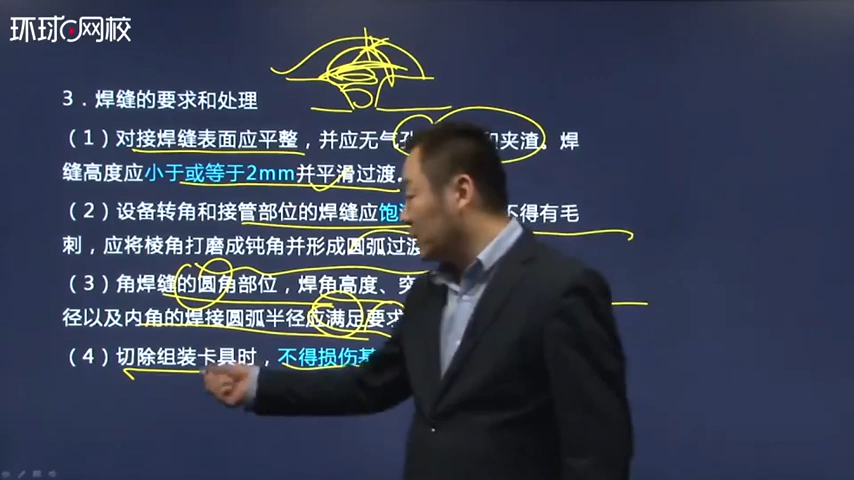 环球网校
3．焊缝的要求和处理
（1）对接焊缝表面应平整，并应无气孔 和夹渣。焊
缝高度应小于或等于2mm并平滑过渡.
（2）设备转角和接管部位的焊缝应饱 不得有毛
刺，应将棱角打磨成钝角并形成圆弧过渡
（3）角焊缝的圆角部位，焊角高度、突
径以及内角的焊接圆弧半径应满足要求
（4）切除组装卡具时，不得损伤基